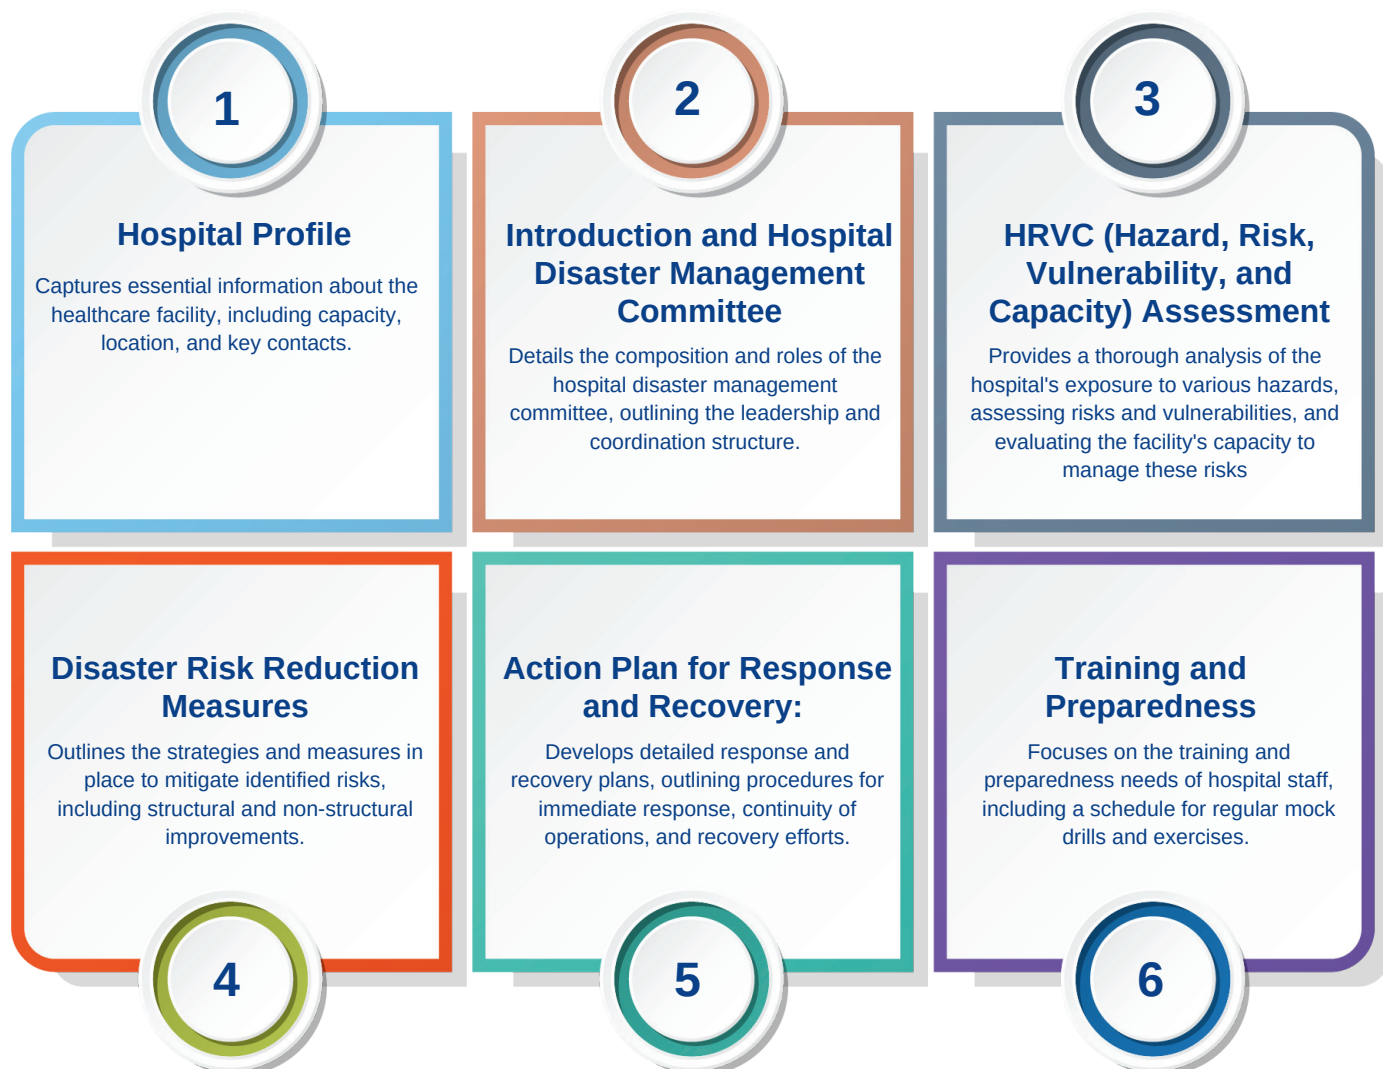 1
Hospital Profile
Captures essential information about the
healthcare facility, including capacity,
location, and key contacts.
2
Introduction and Hospital
Disaster Management
Committee
Details the composition and roles of the
hospital disaster management
committee, outlining the leadership and
coordination structure.
3
HRVC (Hazard, Risk,
Vulnerability, and
Capacity) Assessment
Provides a thorough analysis of the
hospital's exposure to various hazards,
assessing risks and vulnerabilities, and
evaluating the facility's capacity to
manage these risks
Disaster Risk Reduction
Measures
Outlines the strategies and measures in
place to mitigate identified risks,
including structural and non-structural
improvements.
4
Action Plan for Response
and Recovery:
Develops detailed response and
recovery plans, outlining procedures for
immediate response, continuity of
operations, and recovery efforts.
5
Training and
Preparedness
Focuses on the training and
preparedness needs of hospital staff,
including a schedule for regular mock
drills and exercises.
6